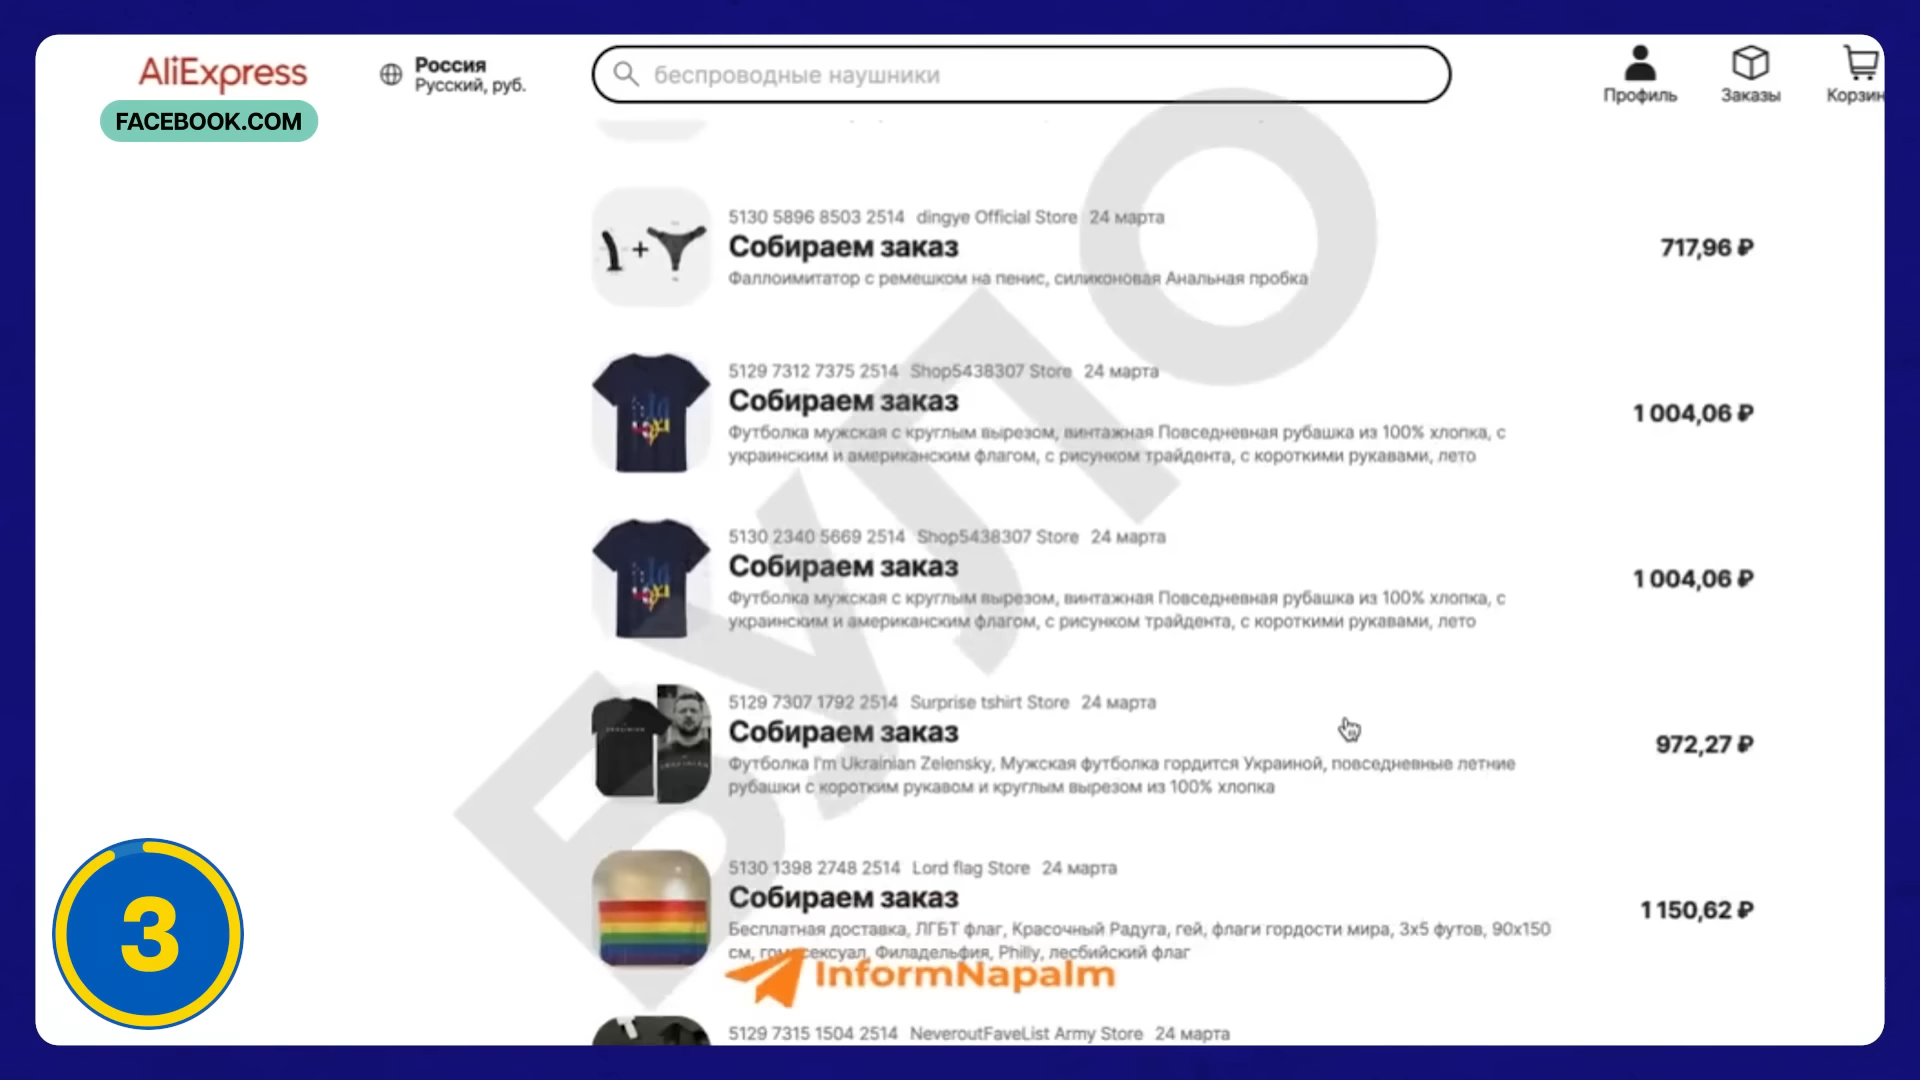 AliExpress
Россия
Русский, руб.
беспроводные наушники
Профиль
Заказы
Корзин
FACEBOOK.COM
5130 5896 8503 2514 dingye Official Store 24 марта
Собираем заказ
717,96 ₽
Фаллоимитатор с ремешком на пенис, силиконовая Анальная пробка
5129 7312 7375 2514 Shop5438307 Store 24 марта
Собираем заказ
1 004,06 ₽
Футболка мужская с круглым вырезом, винтажная Повседневная рубашка из 100% хлопка, с
украинским и американским флагом, с рисунком трайдента, с короткими рукавами, лето
5130 2340 5669 2514 Shop5438307 Store 24 марта
Собираем заказ
1 004,06 ₽
Футболка мужская с круглым вырезом, винтажная Повседневная рубашка из 100% хлопка, с
украинским и американским флагом, с рисунком трайдента, с короткими рукавами, лето
5129 7307 1792 2514 Surprise tshirt Store 24 марта
Собираем заказ
972,27 ₽
Футболка I'm Ukrainian Zelensky, Мужская футболка гордится Украиной, повседневные летние
рубашки с коротким рукавом и круглым вырезом из 100% хлопка
5130 1398 2748 2514 Lord flag Store 24 марта
Собираем заказ
1 150,62 ₽
Бесплатная доставка, ЛГБТ флаг, Красочный Радуга, гей, флаги гордости мира, 3x5 футов, 90x150
см, Филадельфия, Philly, лесбийский флаг
InformNapalm
5129 7315 1504 2514 NeveroutFaveList Army Store 24 марта
БУЛО
3